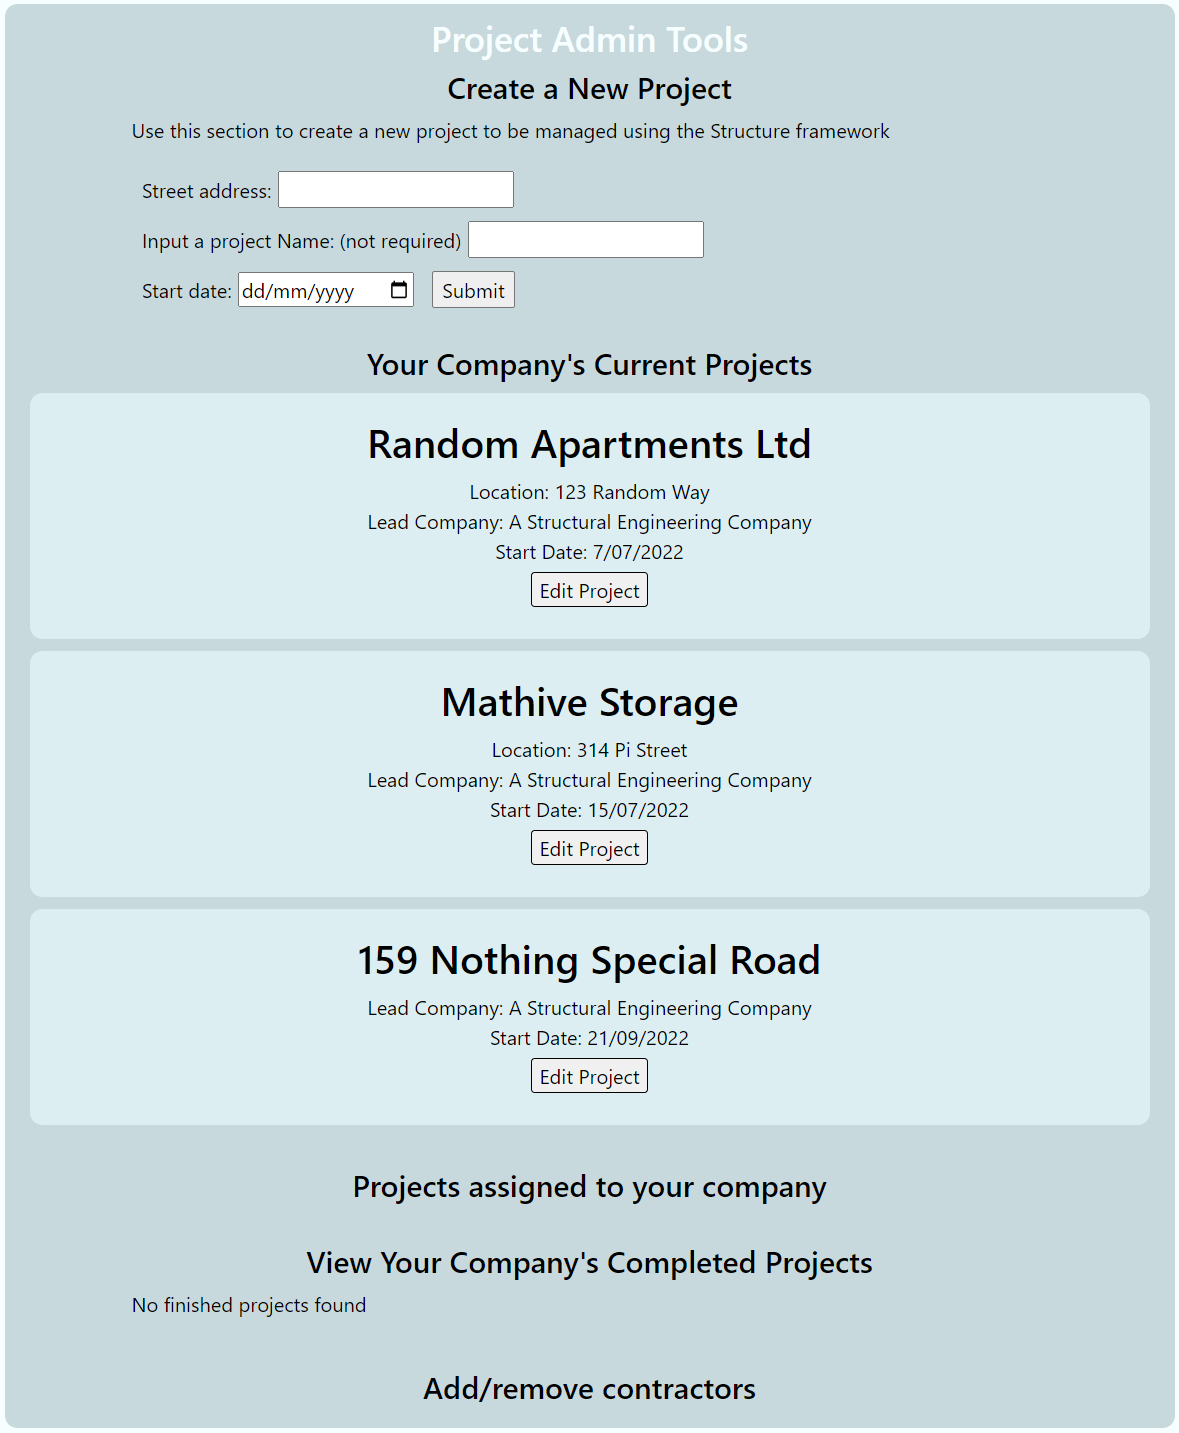 Project Admin Tools
Create a New Project
Use this section to create a new project to be managed using the Structure framework
Street address:
Input a project Name: (not required)
Start date: dd/mm/yyyy Submit
Your Company's Current Projects
Random Apartments Ltd
Location: 123 Random Way
Lead Company: A Structural Engineering Company
Start Date: 7/07/2022
Edit Project
Mathive Storage
Location: 314 Pi Street
Lead Company: A Structural Engineering Company
Start Date: 15/07/2022
Edit Project
159 Nothing Special Road
Lead Company: A Structural Engineering Company
Start Date: 21/09/2022
Edit Project
Projects assigned to your company
View Your Company's Completed Projects
No finished projects found
Add/remove contractors